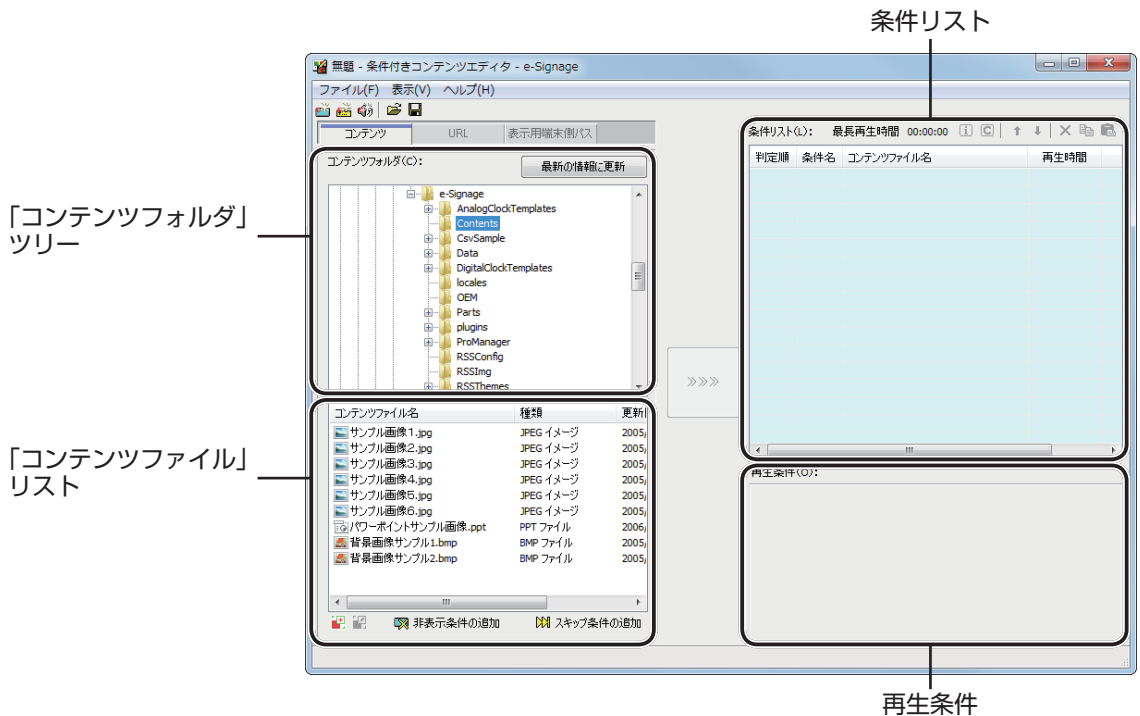 条件リスト
無題 - 条件付きコンテンツエディタ - e-Signage
ファイル(F) 表示(V) ヘルプ(H)
コンテンツ URL 表示用端末側パス
コンテンツフォルダ(C): 最新の情報に更新
e-Signage
AnalogClockTemplates
Contents
CsvSample
Data
DigitalClockTemplates
locales
OEM
Parts
plugins
ProManager
RSSConfig
RSSImg
RSSThemes
「コンテンツフォルダ」
ツリー
条件リスト(L): 最長再生時間 00:00:00
判定順 条件名 コンテンツファイル名 再生時間
»»»
コンテンツファイル名 種類 更新
サンプル画像1.jpg JPEG イメージ 2005/
サンプル画像2.jpg JPEG イメージ 2005/
サンプル画像3.jpg JPEG イメージ 2005/
サンプル画像4.jpg JPEG イメージ 2005/
サンプル画像5.jpg JPEG イメージ 2005/
サンプル画像6.jpg JPEG イメージ 2005/
パワーポイントサンプル画像.ppt PPT ファイル 2006/
背景画像サンプル1.bmp BMP ファイル 2005/
背景画像サンプル2.bmp BMP ファイル 2005/
「コンテンツファイル」
リスト
非表示条件の追加 スキップ条件の追加
再生条件(O):
再生条件